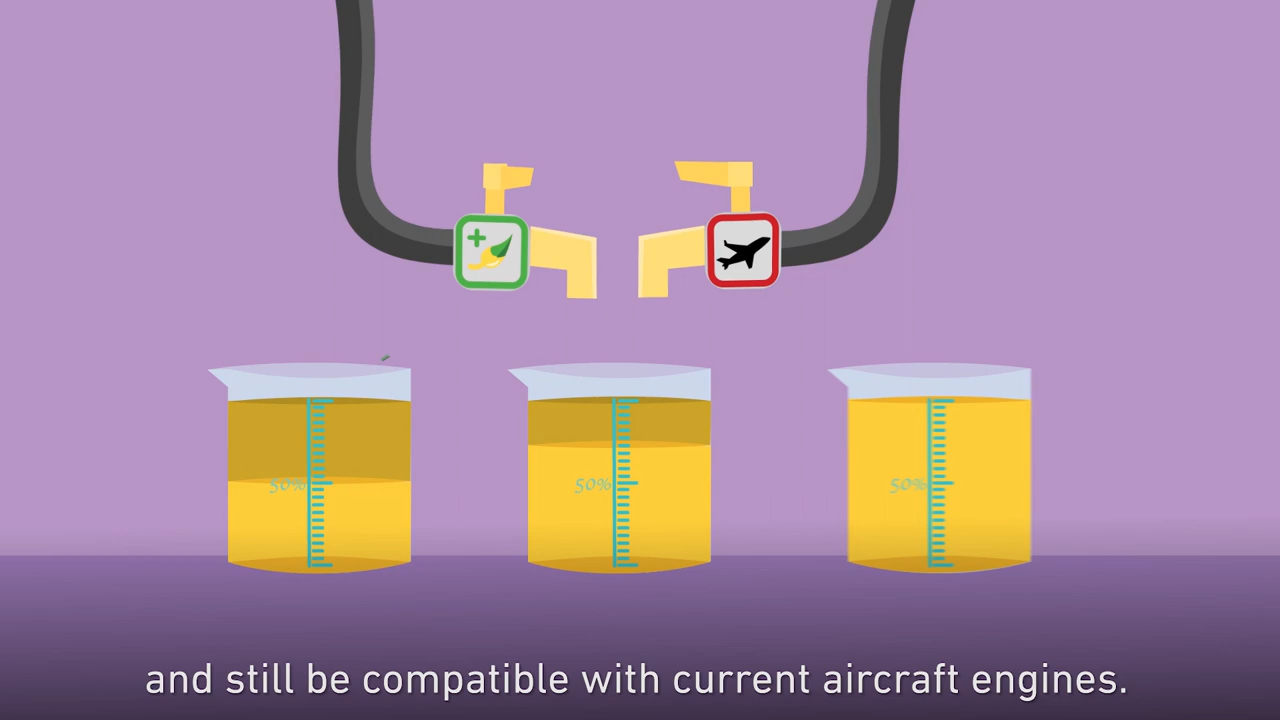 50%
50%
50%
and still be compatible with current aircraft engines.